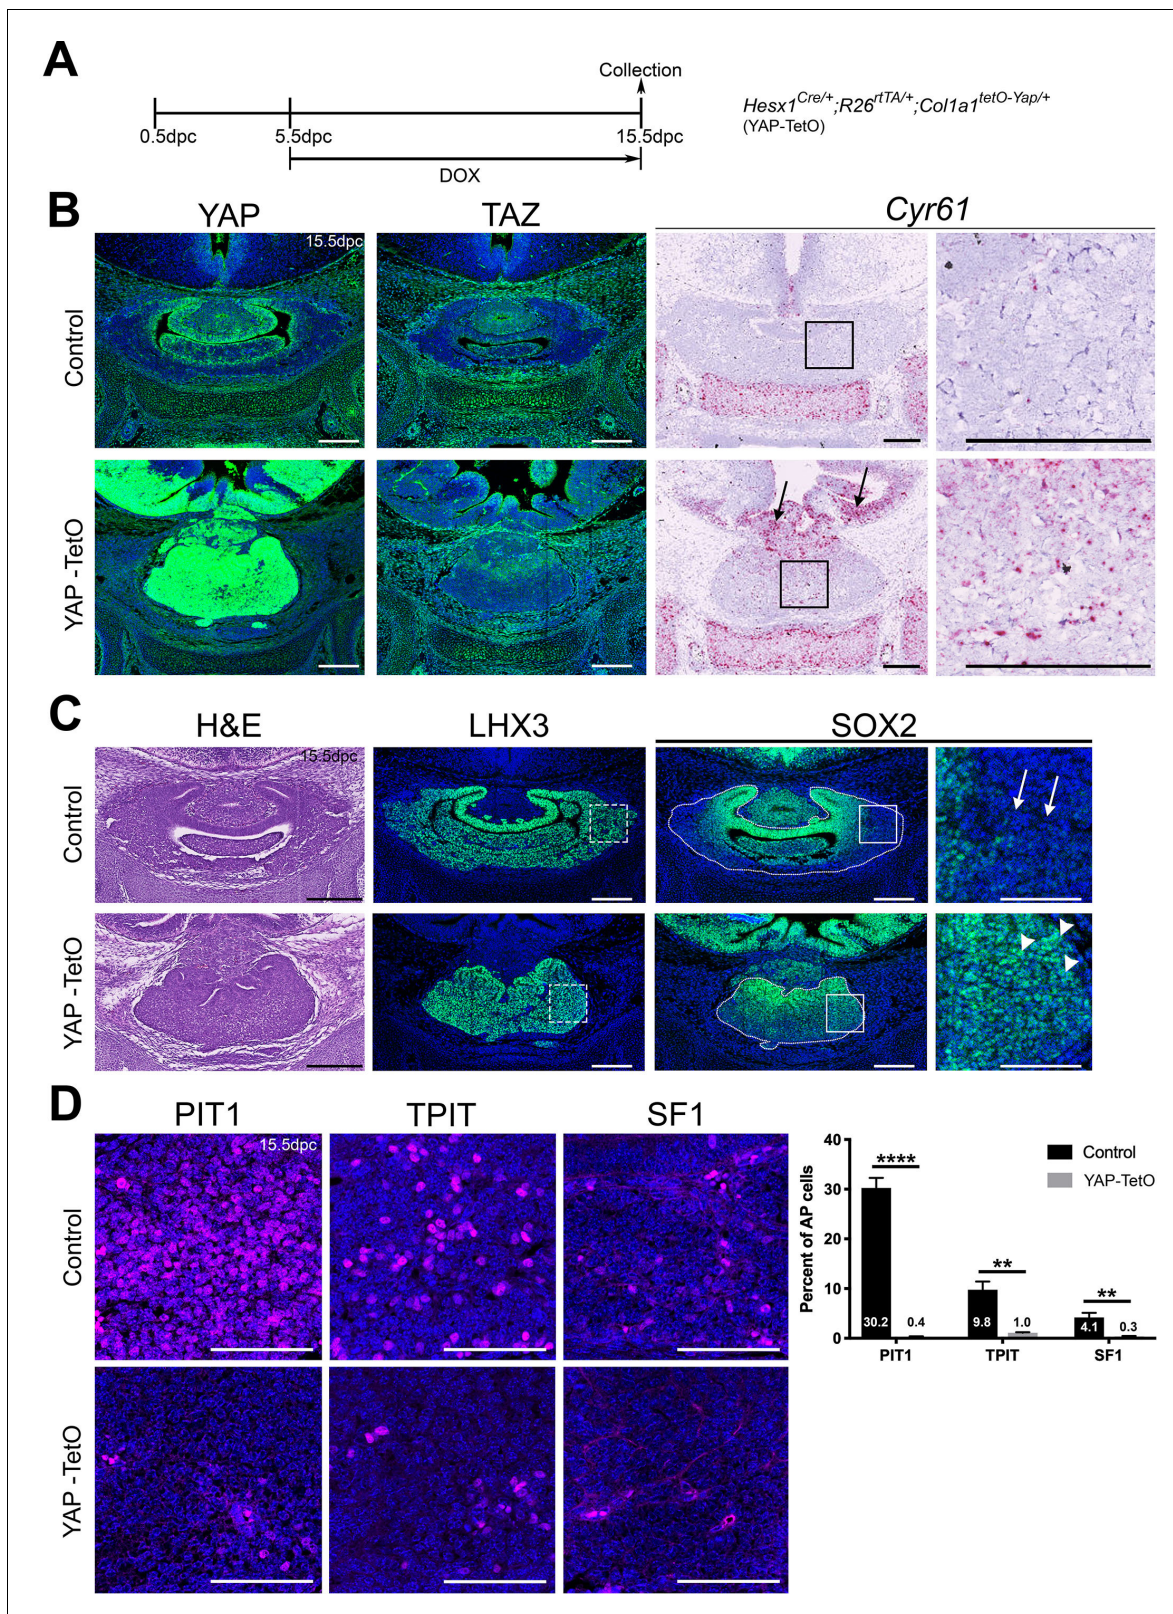 A
Collection
0.5dpc
5.5dpc
15.5dpc
DOX
Hesx1Cre/+;R26rtTA/+;Col1a1tetO-Yap/+
(YAP-TetO)
B
YAP
TAZ
Cyr61
15.5dpc
Control
YAP -TetO
C
H&E
LHX3
SOX2
15.5dpc
Control
YAP -TetO
D
PIT1
TPIT
SF1
15.5dpc
Control
YAP -TetO
Percent of AP cells
40
30
20
10
0
****
**
**
30.2
0.4
9.8
1.0
4.1
0.3
PIT1
TPIT
SF1
Control
YAP-TetO